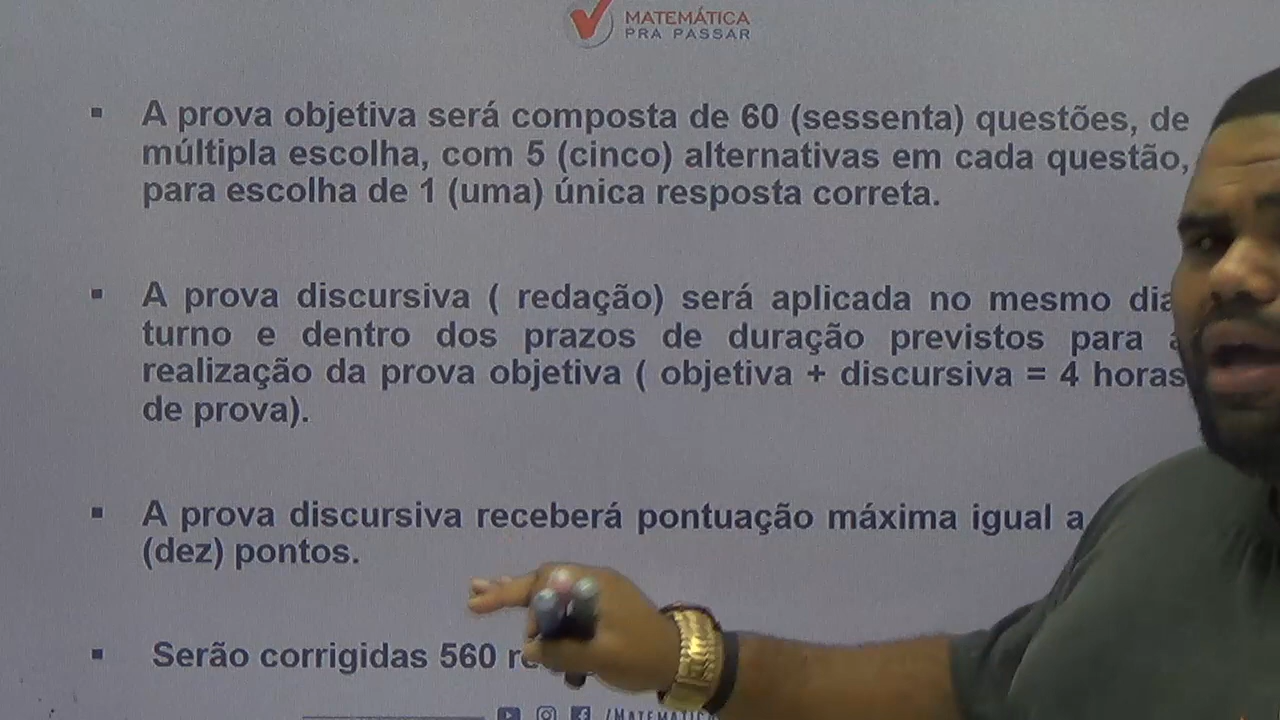 MATEMÁTICA
PRA PASSAR
▪ A prova objetiva será composta de 60 (sessenta) questões, de
múltipla escolha, com 5 (cinco) alternativas em cada questão,
para escolha de 1 (uma) única resposta correta.
▪ A prova discursiva ( redação) será aplicada no mesmo dia
turno e dentro dos prazos de duração previstos para a
realização da prova objetiva ( objetiva + discursiva = 4 horas
de prova).
▪ A prova discursiva receberá pontuação máxima igual a
(dez) pontos.
▪ Serão corrigidas 560